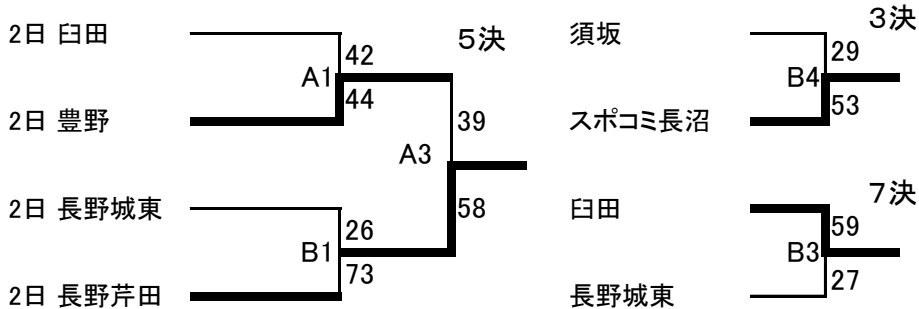 2日 臼田
42
A1
44
2日 豊野
5決
39
A3
58
2日 長野城東
26
B1
73
2日 長野芹田
3決
須坂
29
B4
53
スポコミ長沼
7決
臼田
59
B3
27
長野城東